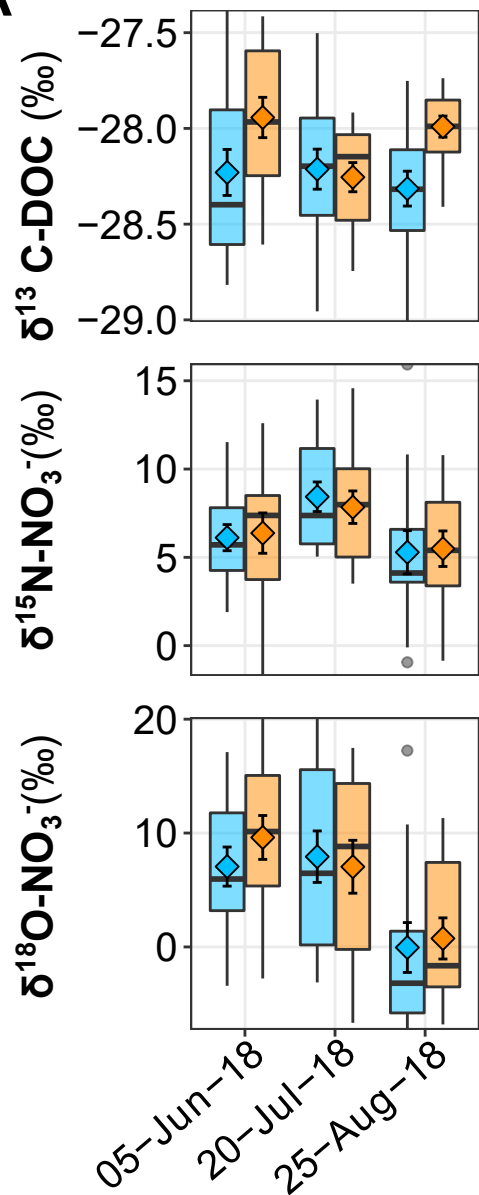 δ¹³ C-DOC (‰)
−27.5
−28.0
−28.5
−29.0
δ¹⁵N-NO₃⁻(‰)
15
10
5
0
δ¹⁸O-NO₃⁻(‰)
20
10
0
05−Jun−18
20−Jul−18
25−Aug−18